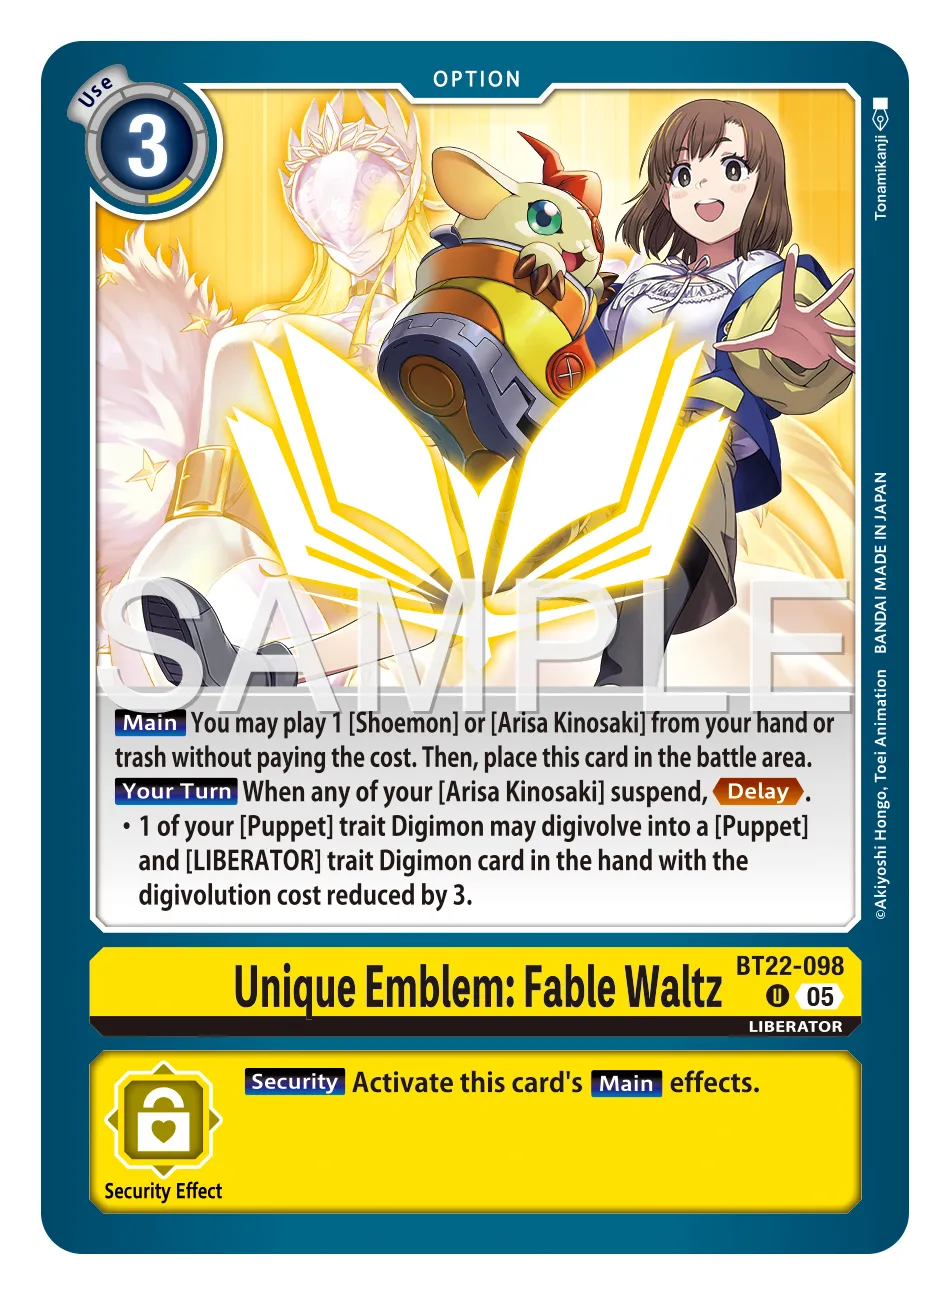 OPTION
Use
3
Tonamikanji
SAMPLE
Main You may play 1 [Shoemon] or [Arisa Kinosaki] from your hand or
trash without paying the cost. Then, place this card in the battle area.
Your Turn When any of your [Arisa Kinosaki] suspend, Delay.
・1 of your [Puppet] trait Digimon may digivolve into a [Puppet]
and [LIBERATOR] trait Digimon card in the hand with the
digivolution cost reduced by 3.
©Akiyoshi Hongo, Toei Animation BANDAI MADE IN JAPAN
Unique Emblem: Fable Waltz
BT22-098
U 05
LIBERATOR
Security Activate this card's Main effects.
Security Effect